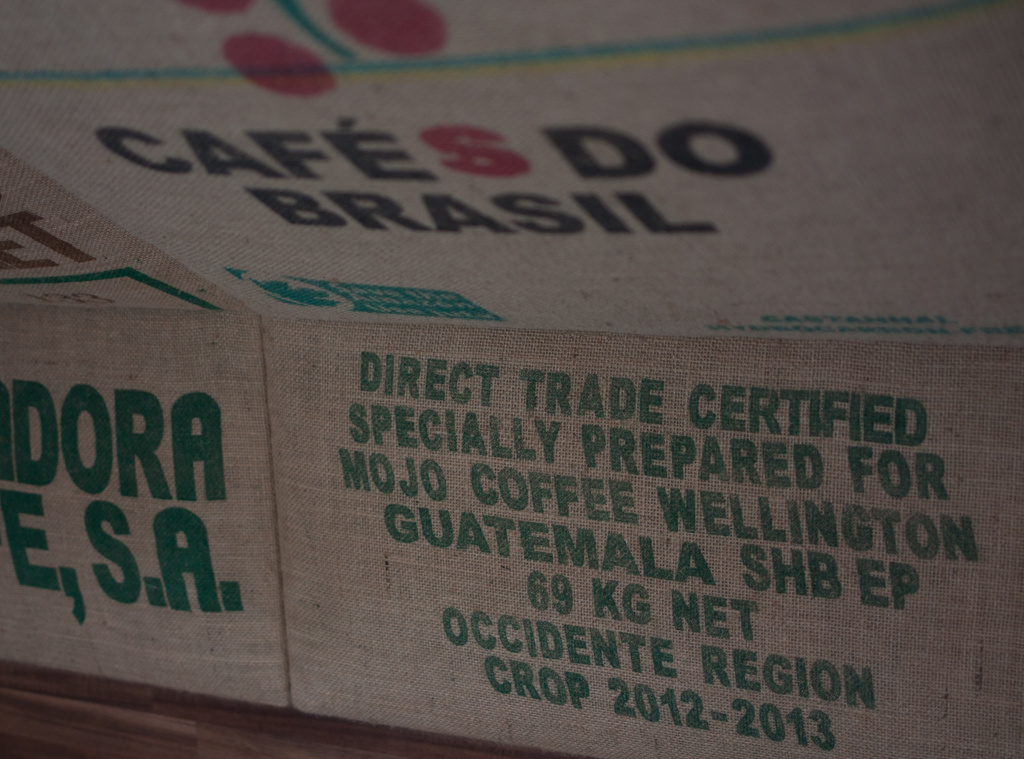 CAFÉS DO
BRASIL
ET
ADORA
E, S.A.
DIRECT TRADE CERTIFIED
SPECIALLY PREPARED FOR
MOJO COFFEE WELLINGTON
GUATEMALA SHB EP
69 KG NET
OCCIDENTE REGION
CROP 2012-2013